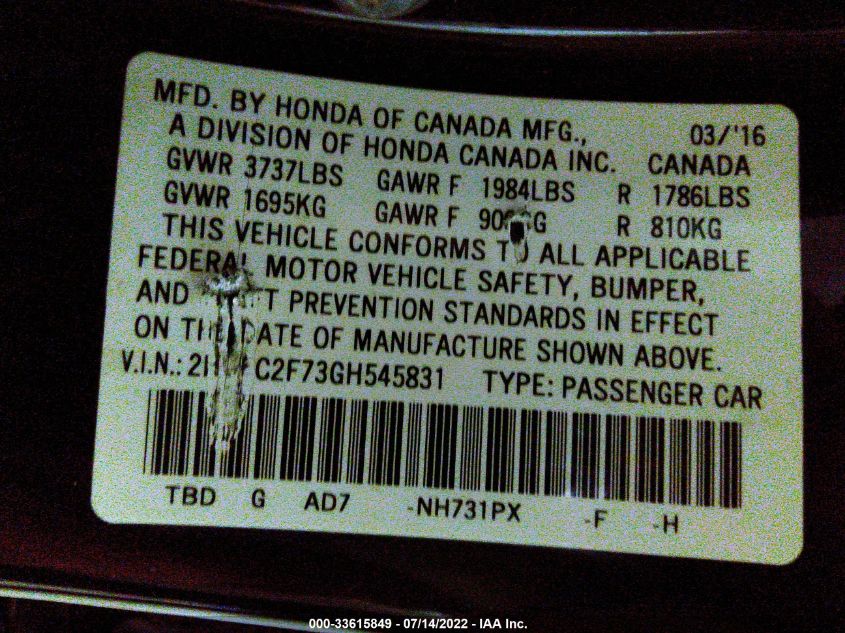 MFD. BY HONDA OF CANADA MFG., 03/'16
A DIVISION OF HONDA CANADA INC. CANADA
GVWR 3737LBS GAWR F 1984LBS R 1786LBS
GVWR 1695KG GAWR F R 810KG
THIS VEHICLE CONFORMS TO ALL APPLICABLE
FEDERAL MOTOR VEHICLE SAFETY, BUMPER,
AND PREVENTION STANDARDS IN EFFECT
ON THE DATE OF MANUFACTURE SHOWN ABOVE.
V.I.N.: C2F73GH545831 TYPE: PASSENGER CAR
TBD G AD7 -NH731PX -F -H
000-33615849 - 07/14/2022 - IAA Inc.